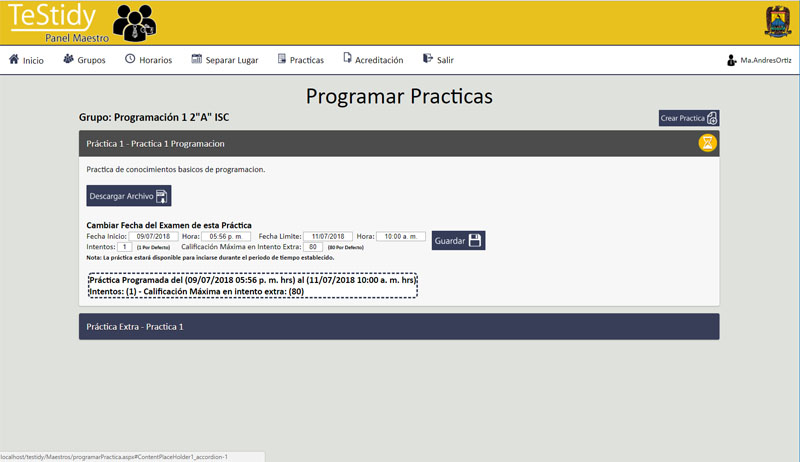 TeStidy
Panel Maestro
Inicio Grupos Horarios Separar Lugar Practicas Acreditación Salir Ma.AndresOrtiz
Programar Practicas
Grupo: Programación 1 2"A" ISC
Crear Practica
Práctica 1 - Practica 1 Programacion
Practica de conocimientos basicos de programacion.
Descargar Archivo
Cambiar Fecha del Examen de esta Práctica
Fecha Inicio: 09/07/2018 Hora: 05:56 p. m. Fecha Limite: 11/07/2018 Hora: 10:00 a. m.
Guardar
Intentos: 1 (1 Por Defecto) Calificación Máxima en Intento Extra: 80 (80 Por Defecto)
Nota: La práctica estará disponible para inciarse durante el periodo de tiempo establecido.
Práctica Programada del (09/07/2018 05:56 p. m. hrs) al (11/07/2018 10:00 a. m. hrs)
Intentos: (1) - Calificación Máxima en intento extra: (80)
Práctica Extra - Practica 1
localhost/testidy/Maestros/programarPractica.aspx#ContentPlaceHolder1_accordion-1